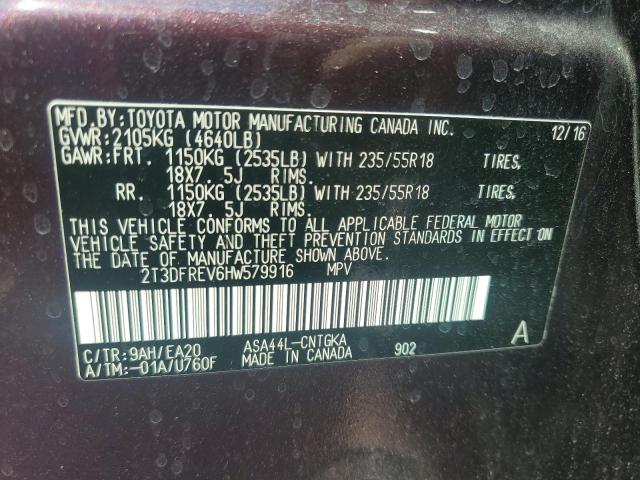 MFD.BY:TOYOTA MOTOR MANUFACTURING CANADA INC. 12/16
GVWR:2105KG (4640LB)
GAWR:FRT. 1150KG (2535LB) WITH 235/55R18 TIRES,
18X7.5J RIMS.
RR. 1150KG (2535LB) WITH 235/55R18 TIRES,
18X7.5J RIMS.
THIS VEHICLE CONFORMS TO ALL APPLICABLE FEDERAL MOTOR
VEHICLE SAFETY AND THEFT PREVENTION STANDARDS IN EFFECT ON
THE DATE OF MANUFACTURE SHOWN ABOVE.
2T3DFREV6HW579916 MPV
C/TR:9AH/EA20 ASA44L-CNTGKA A
A/TM:-01A/U760F MADE IN CANADA 902